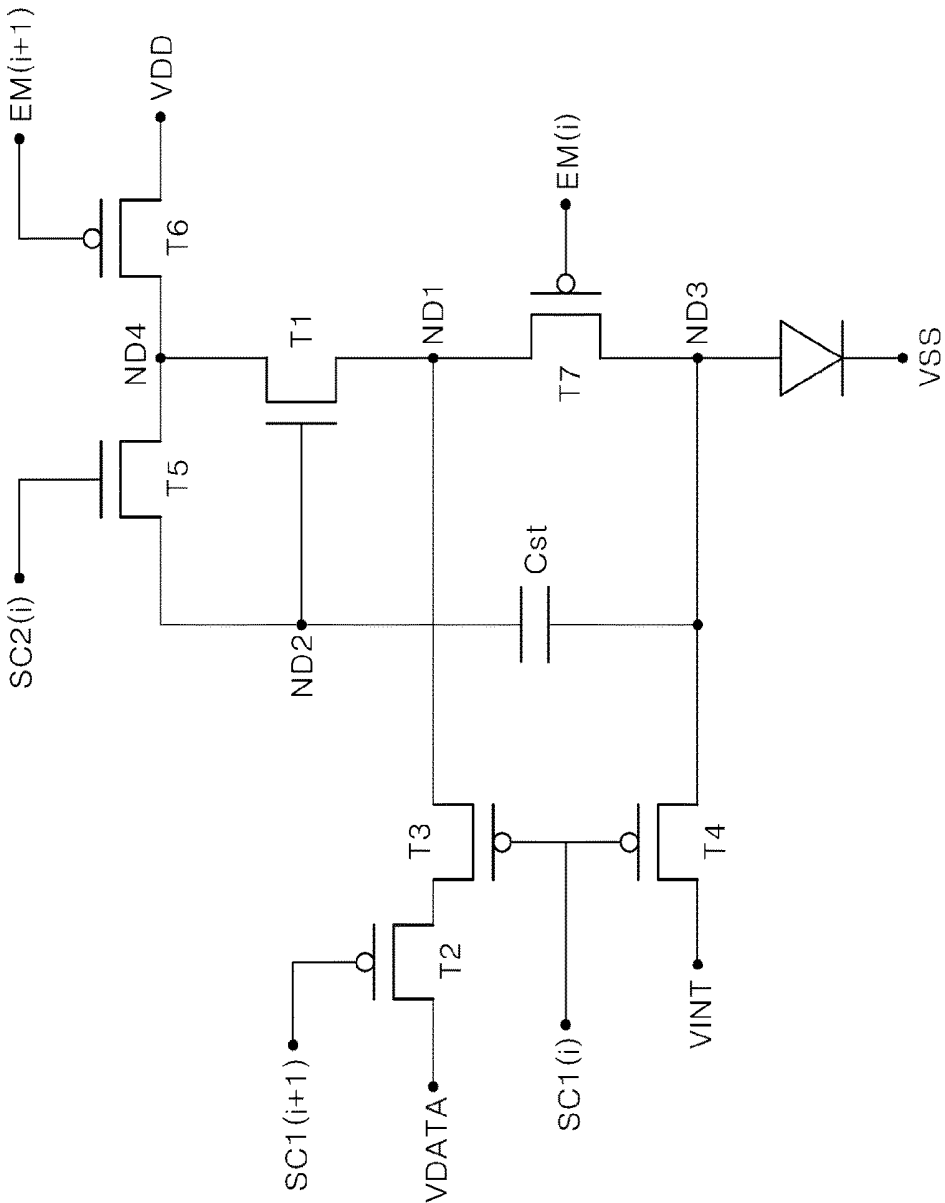 EM(i+1)
VDD
T6
ND4
T5
SC2(i)
T1
ND2
ND1
EM(i)
T7
ND3
Cst
VSS
T3
T2
T4
SC1(i+1)
VDATA
SC1(i)
VINT